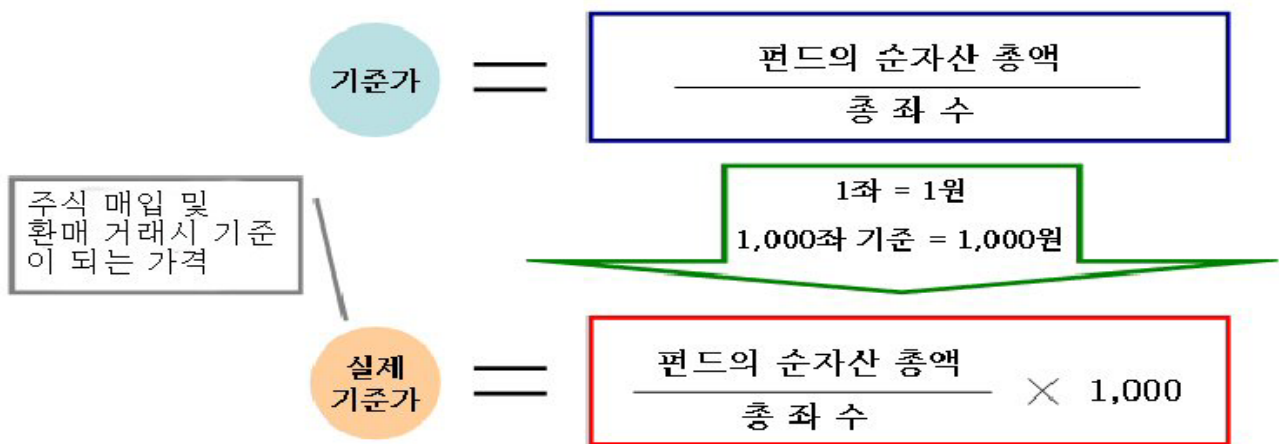 기준가
펀드의 순자산 총액
총 좌 수
1좌 = 1원
1,000좌 기준 = 1,000원
주식 매입 및
환매 거래시 기준
이 되는 가격
실제
기준가
펀드의 순자산 총액
총 좌 수
× 1,000